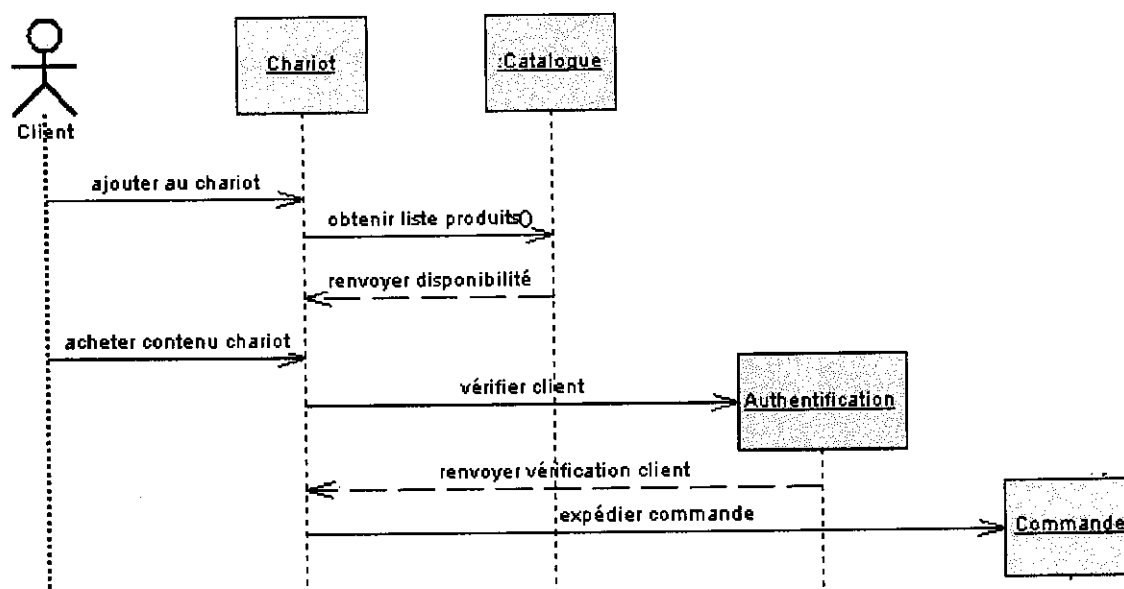 Chariot
:Catalogue
Client
ajouter au chariot
obtenir liste produits()
renvoyer disponibilité
acheter contenu chariot
vérifier client
Authentification
renvoyer vérification client
expédier commande
Commande